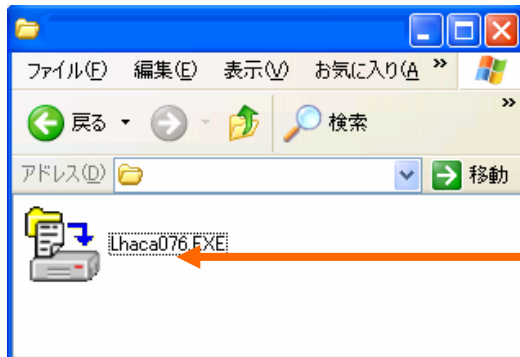 ファイル(F) 編集(E) 表示(V) お気に入り(A »
戻る 検索 »
アドレス(D) 移動
Lhaca076.EXE